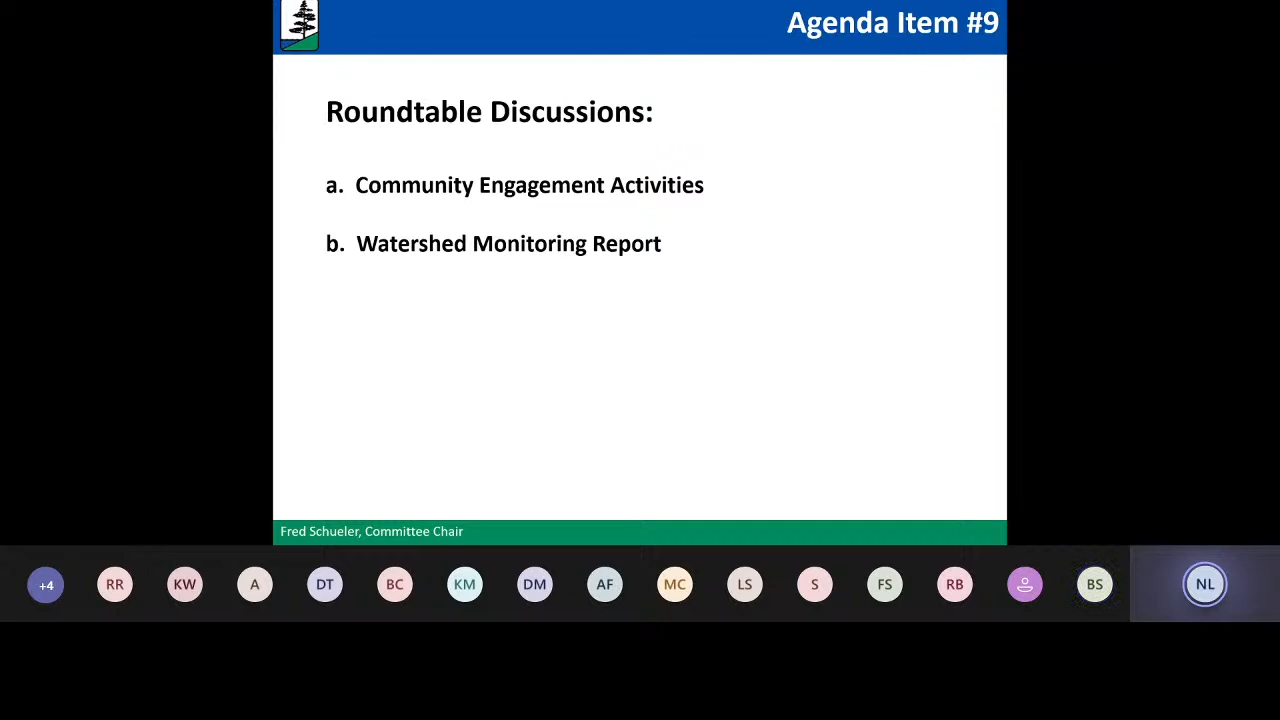 Agenda Item #9
Roundtable Discussions:
a. Community Engagement Activities
b. Watershed Monitoring Report
Fred Schueler, Committee Chair
+4 RR KW A DT BC KM DM AF MC LS S FS RB BS NL